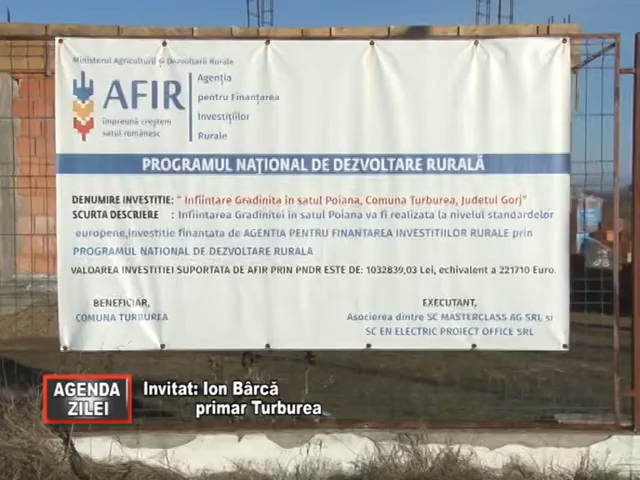 Ministerul Agriculturii și Dezvoltării Rurale
AFIR
împreună creștem
satul românesc
Agenția
pentru Finanțarea
Investițiilor
Rurale
PROGRAMUL NAȚIONAL DE DEZVOLTARE RURALĂ
DENUMIRE INVESTITIE: " Infiintare Gradinita in satul Poiana, Comuna Turburea, Judetul Gorj"
SCURTA DESCRIERE : Infiintarea Gradinitei in satul Poiana va fi realizata la nivelul standardelor
europene,investitie finantata de AGENTIA PENTRU FINANTAREA INVESTITIILOR RURALE prin
PROGRAMUL NATIONAL DE DEZVOLTARE RURALA
VALOAREA INVESTITIEI SUPORTATA DE AFIR PRIN PNDR ESTE DE: 1032839,03 Lei, echivalent a 221710 Euro.
BENEFICIAR,
COMUNA TURBUREA
EXECUTANT,
Asocierea dintre SC MASTERCLASS AG SRL si
SC EN ELECTRIC PROIECT OFFICE SRL
AGENDA
ZILEI
Invitat: Ion Bârcă
primar Turburea